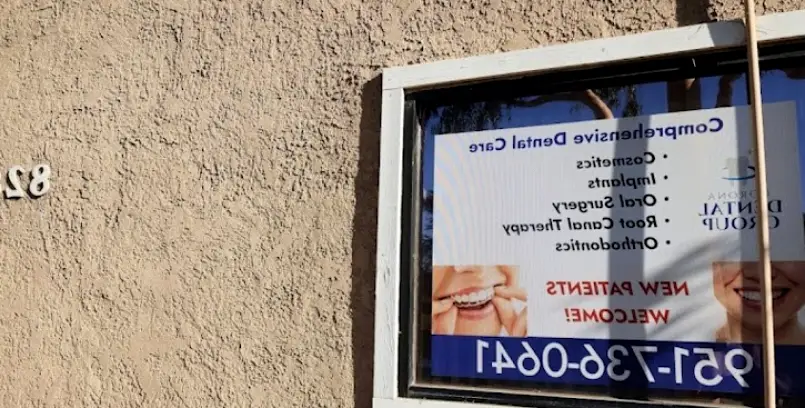 82
Comprehensive Dental Care
• Cosmetics
• Implants
• Oral Surgery
• Root Canal Therapy
• Orthodontics
CORONA
DENTAL
GROUP
NEW PATIENTS
WELCOME!
951-736-0641